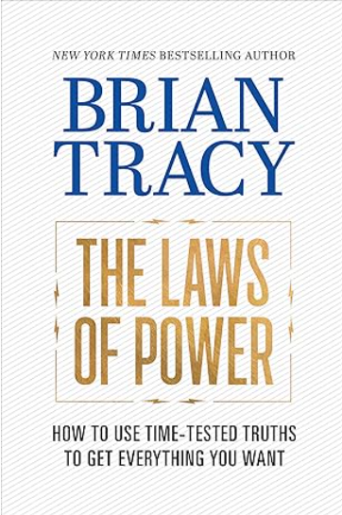 NEW YORK TIMES BESTSELLING AUTHOR
BRIAN
TRACY
THE LAWS
OF POWER
HOW TO USE TIME-TESTED TRUTHS
TO GET EVERYTHING YOU WANT